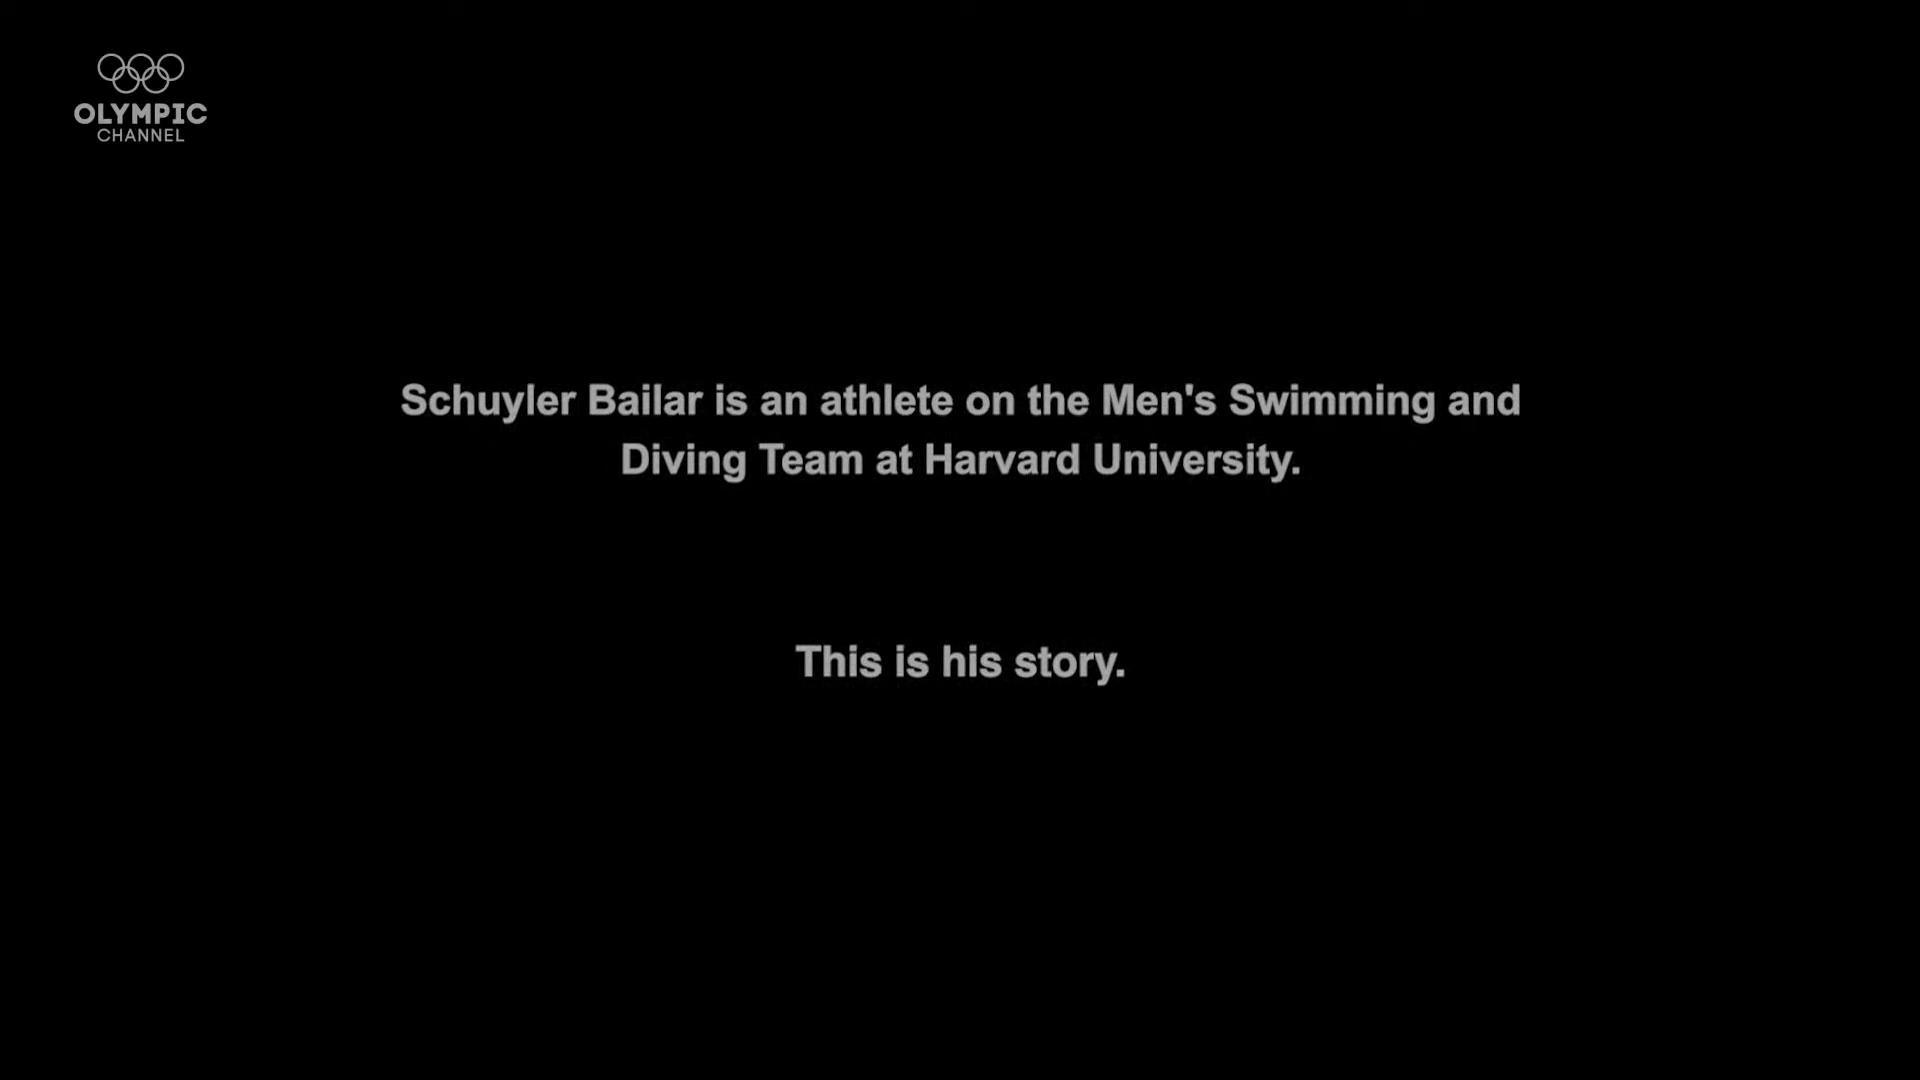 OLYMPIC
CHANNEL
Schuyler Bailar is an athlete on the Men's Swimming and
Diving Team at Harvard University.
This is his story.